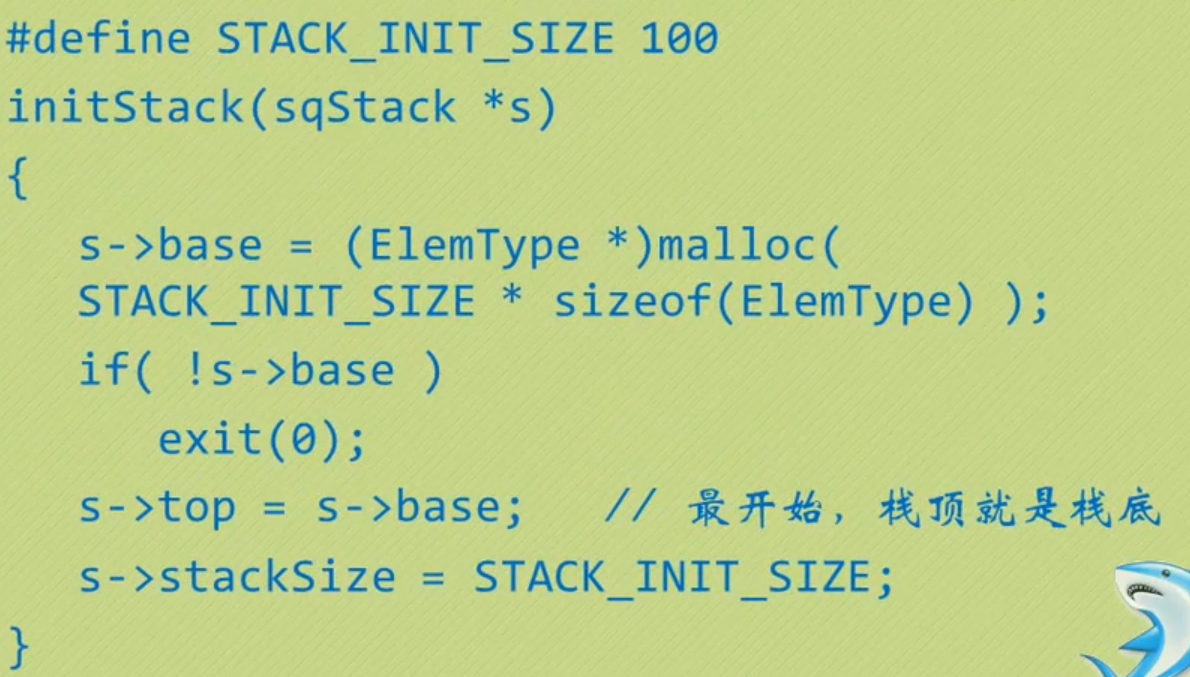 #define STACK_INIT_SIZE 100
initStack(sqStack *s)
{
s->base = (ElemType *)malloc(
STACK_INIT_SIZE * sizeof(ElemType) );
if( !s->base )
exit(0);
s->top = s->base; // 最开始，栈顶就是栈底
s->stackSize = STACK_INIT_SIZE;
}